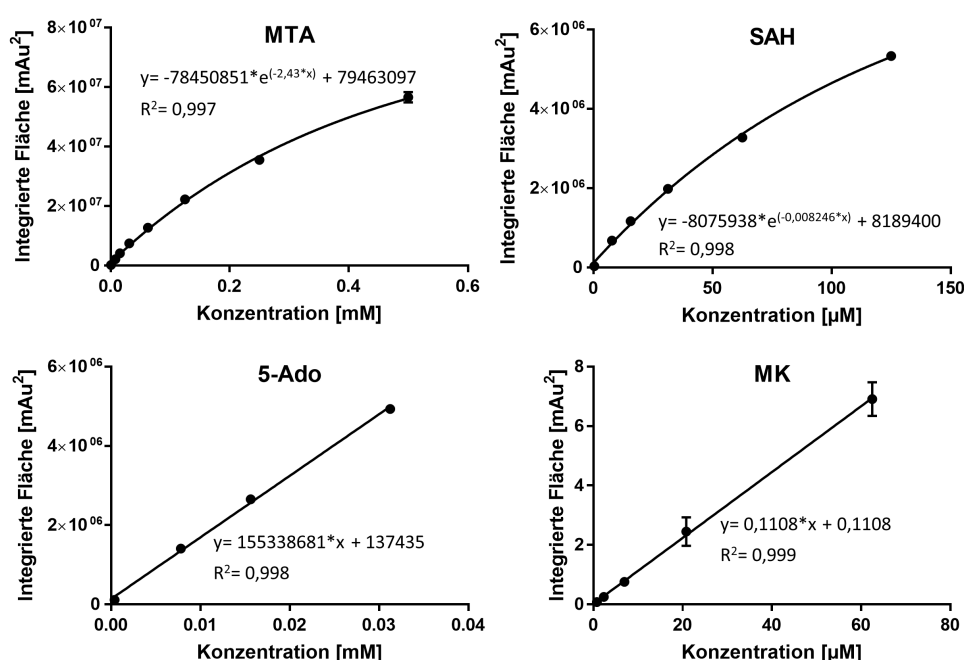 MTA
Integrierte Fläche [mAu²]
8×10⁰⁷
6×10⁰⁷
4×10⁰⁷
2×10⁰⁷
0
y= -78450851*e(-2,43*x) + 79463097
R²= 0,997
0.0 0.2 0.4 0.6
Konzentration [mM]
SAH
Integrierte Fläche [mAu²]
6×10⁰⁶
4×10⁰⁶
2×10⁰⁶
0
y= -8075938*e(-0,008246*x) + 8189400
R²= 0,998
0 50 100 150
Konzentration [µM]
5-Ado
Integrierte Fläche [mAu²]
6×10⁰⁶
4×10⁰⁶
2×10⁰⁶
0
y= 155338681*x + 137435
R²= 0,998
0.00 0.01 0.02 0.03 0.04
Konzentration [mM]
MK
Integrierte Fläche [mAu²]
8
6
4
2
0
y= 0,1108*x + 0,1108
R²= 0,999
0 20 40 60 80
Konzentration [µM]